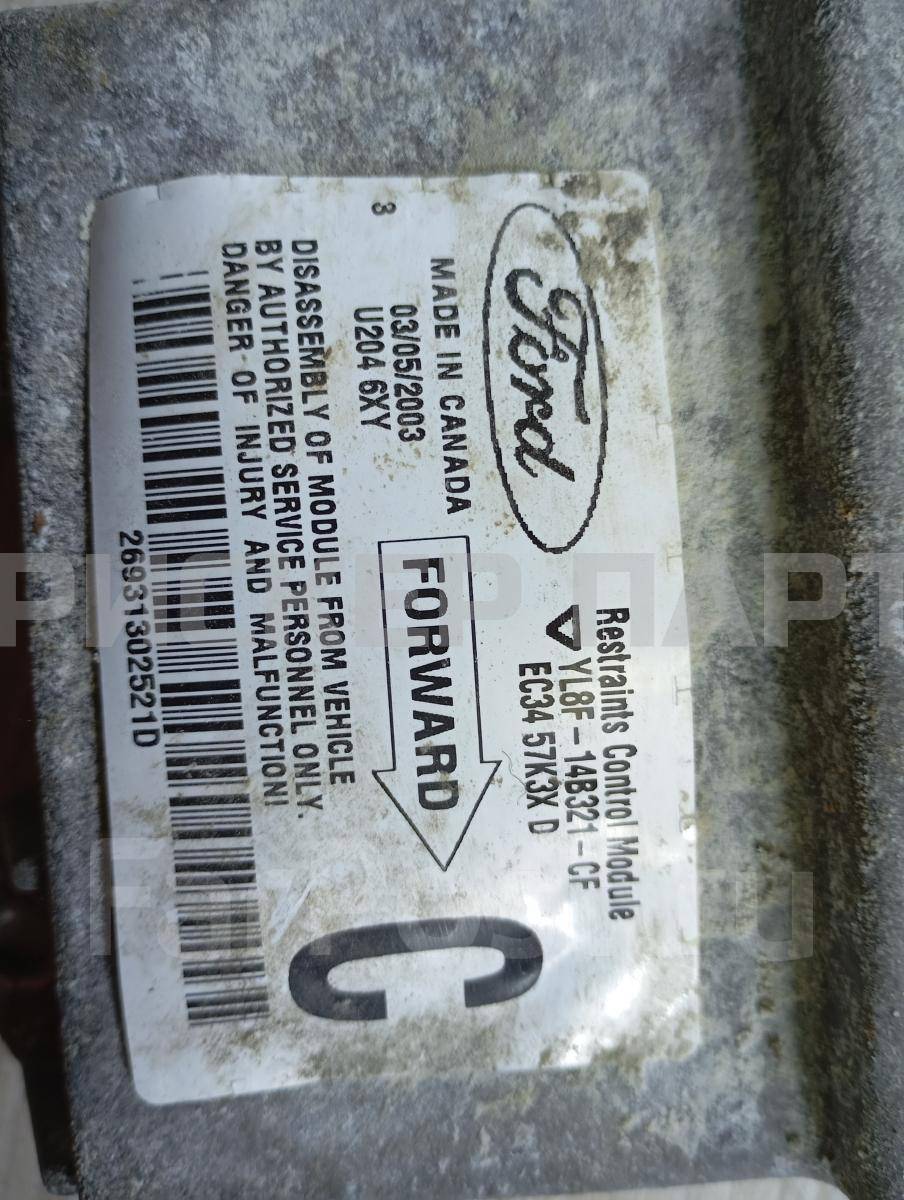 Ford
Restraints Control Module
YL8F-14B321-CF
EC34 57K3X D
MADE IN CANADA
03/05/2003
U204 6XY
3
FORWARD
C
DISASSEMBLY OF MODULE FROM VEHICLE
BY AUTHORIZED SERVICE PERSONNEL ONLY.
DANGER OF INJURY AND MALFUNCTION!
26931302521D